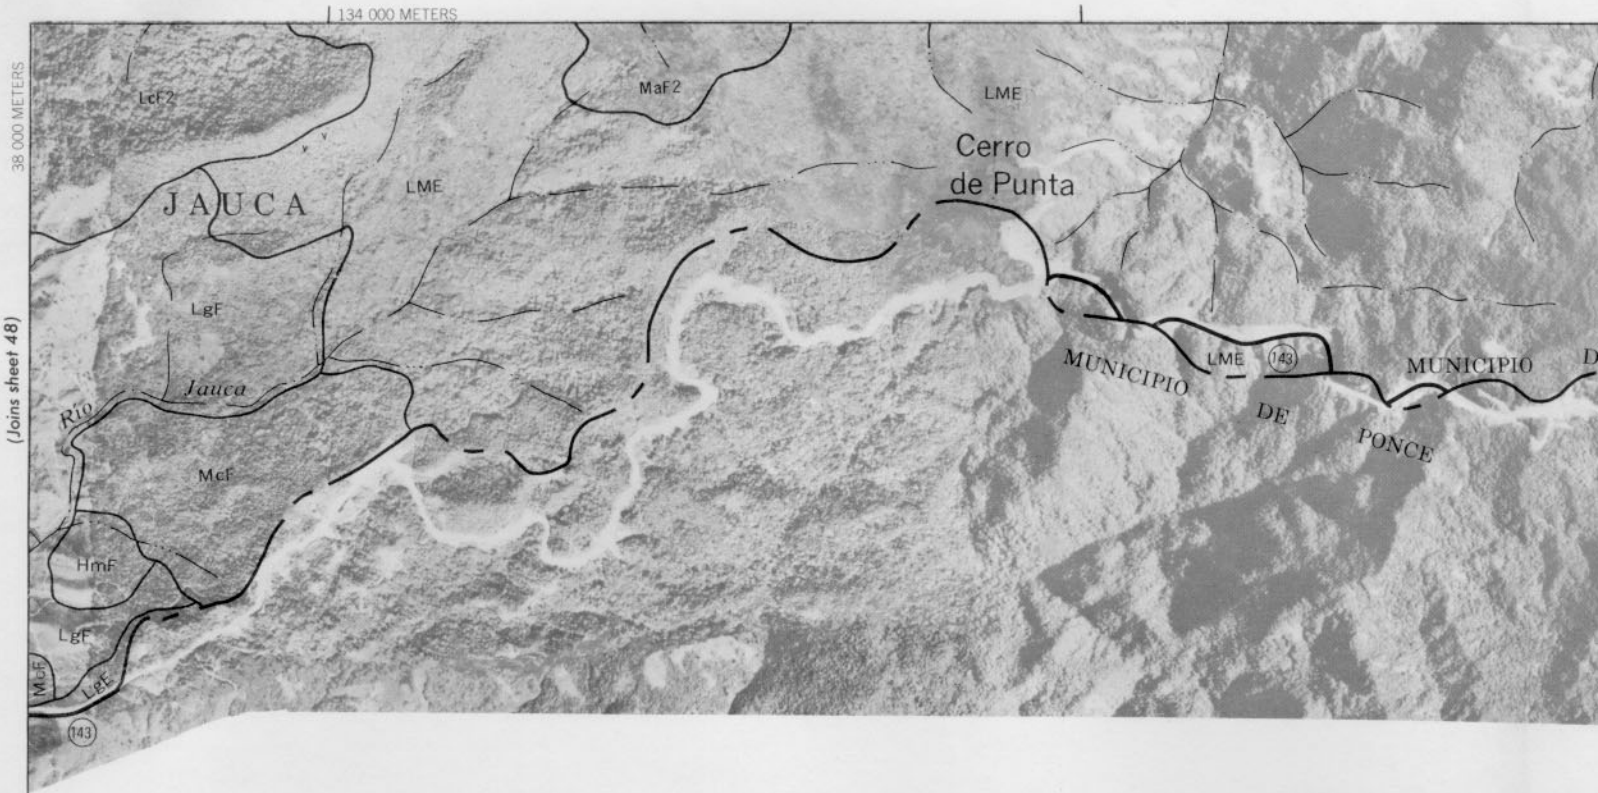 134 000 METERS
38 000 METERS
LcF2
MaF2
LME
Cerro
de Punta
LME
JAUCA
LgF
(Joins sheet 48)
Río Jauca
LME 143
MUNICIPIO DE PONCE
MUNICIPIO D
McF
HmF
LgF
McF
LgE
143